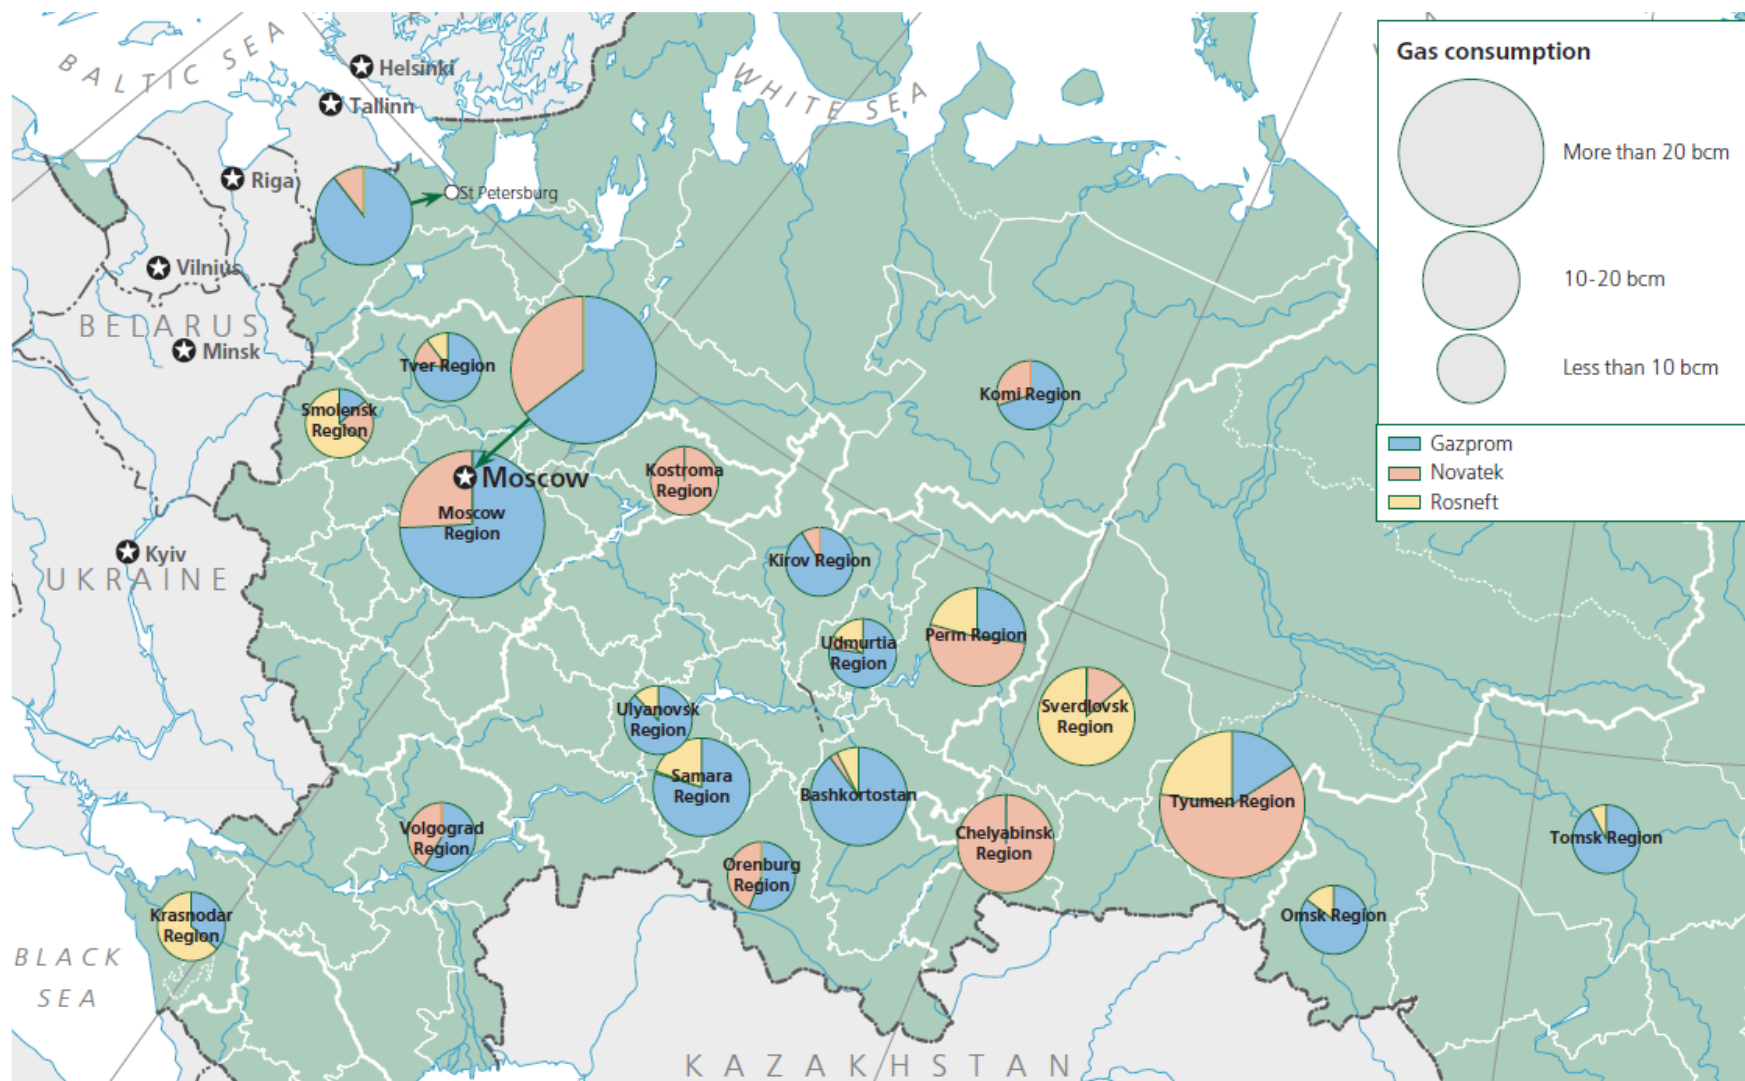 BALTIC SEA
Helsinki
Tallinn
WHITE SEA
Riga
St Petersburg
Vilnius
BELARUS
Minsk
Tver Region
Smolensk
Region
Komi Region
Moscow
Kostroma
Region
Moscow
Region
Kyiv
UKRAINE
Kirov Region
Udmurtia
Region
Perm Region
Ulyanovsk
Region
Sverdlovsk
Region
Samara
Region
Bashkortostan
Tyumen Region
Volgograd
Region
Chelyabinsk
Region
Tomsk Region
Orenburg
Region
Krasnodar
Region
Omsk Region
BLACK
SEA
KAZAKHSTAN
Gas consumption
More than 20 bcm
10-20 bcm
Less than 10 bcm
Gazprom
Novatek
Rosneft